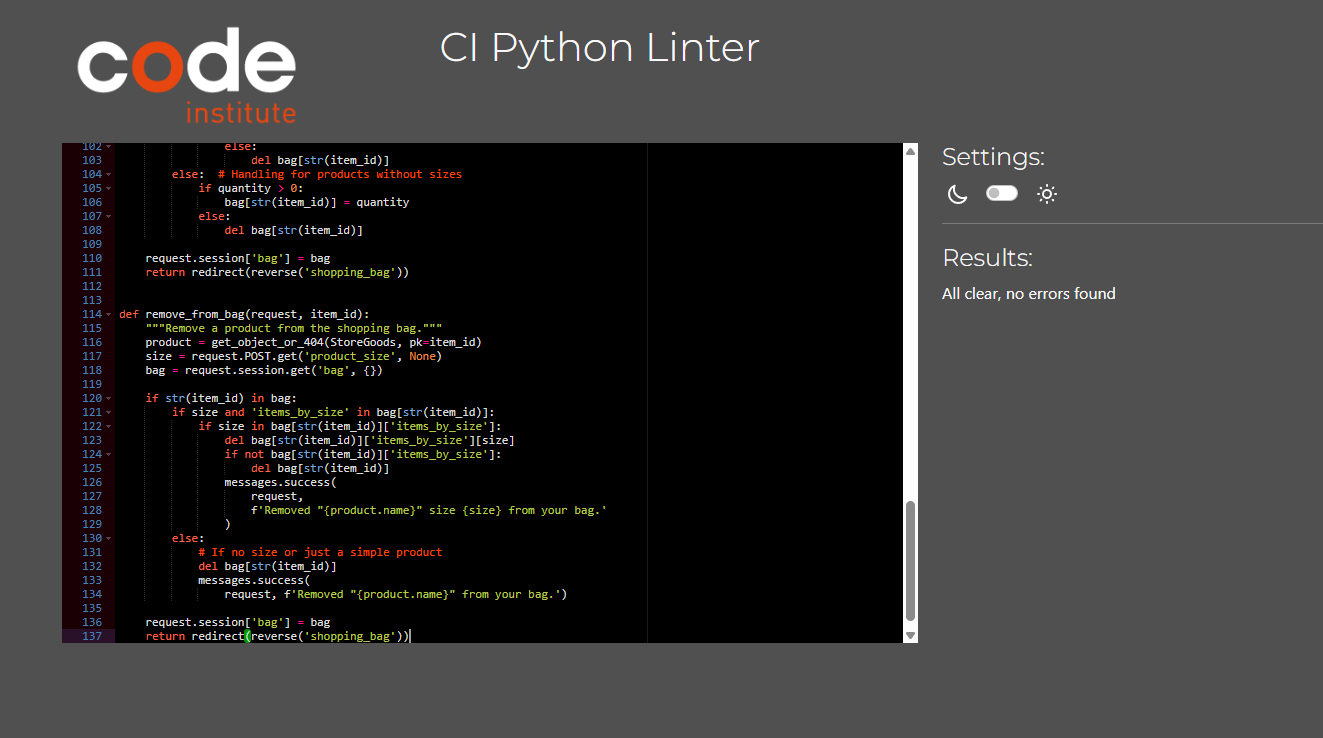 code
institute
CI Python Linter
102 else:
103 del bag[str(item_id)]
104 else:  # Handling for products without sizes
105 if quantity > 0:
106 bag[str(item_id)] = quantity
107 else:
108 del bag[str(item_id)]
109
110 request.session['bag'] = bag
111 return redirect(reverse('shopping_bag'))
112
113
114 def remove_from_bag(request, item_id):
115 """Remove a product from the shopping bag."""
116 product = get_object_or_404(StoreGoods, pk=item_id)
117 size = request.POST.get('product_size', None)
118 bag = request.session.get('bag', {})
119
120 if str(item_id) in bag:
121 if size and 'items_by_size' in bag[str(item_id)]:
122 if size in bag[str(item_id)]['items_by_size']:
123 del bag[str(item_id)]['items_by_size'][size]
124 if not bag[str(item_id)]['items_by_size']:
125 del bag[str(item_id)]
126 messages.success(
127 request,
128 f'Removed "{product.name}" size {size} from your bag.'
129 )
130 else:
131 # If no size or just a simple product
132 del bag[str(item_id)]
133 messages.success(
134 request, f'Removed "{product.name}" from your bag.')
135
136 request.session['bag'] = bag
137 return redirect(reverse('shopping_bag'))
Settings:
Results:
All clear, no errors found